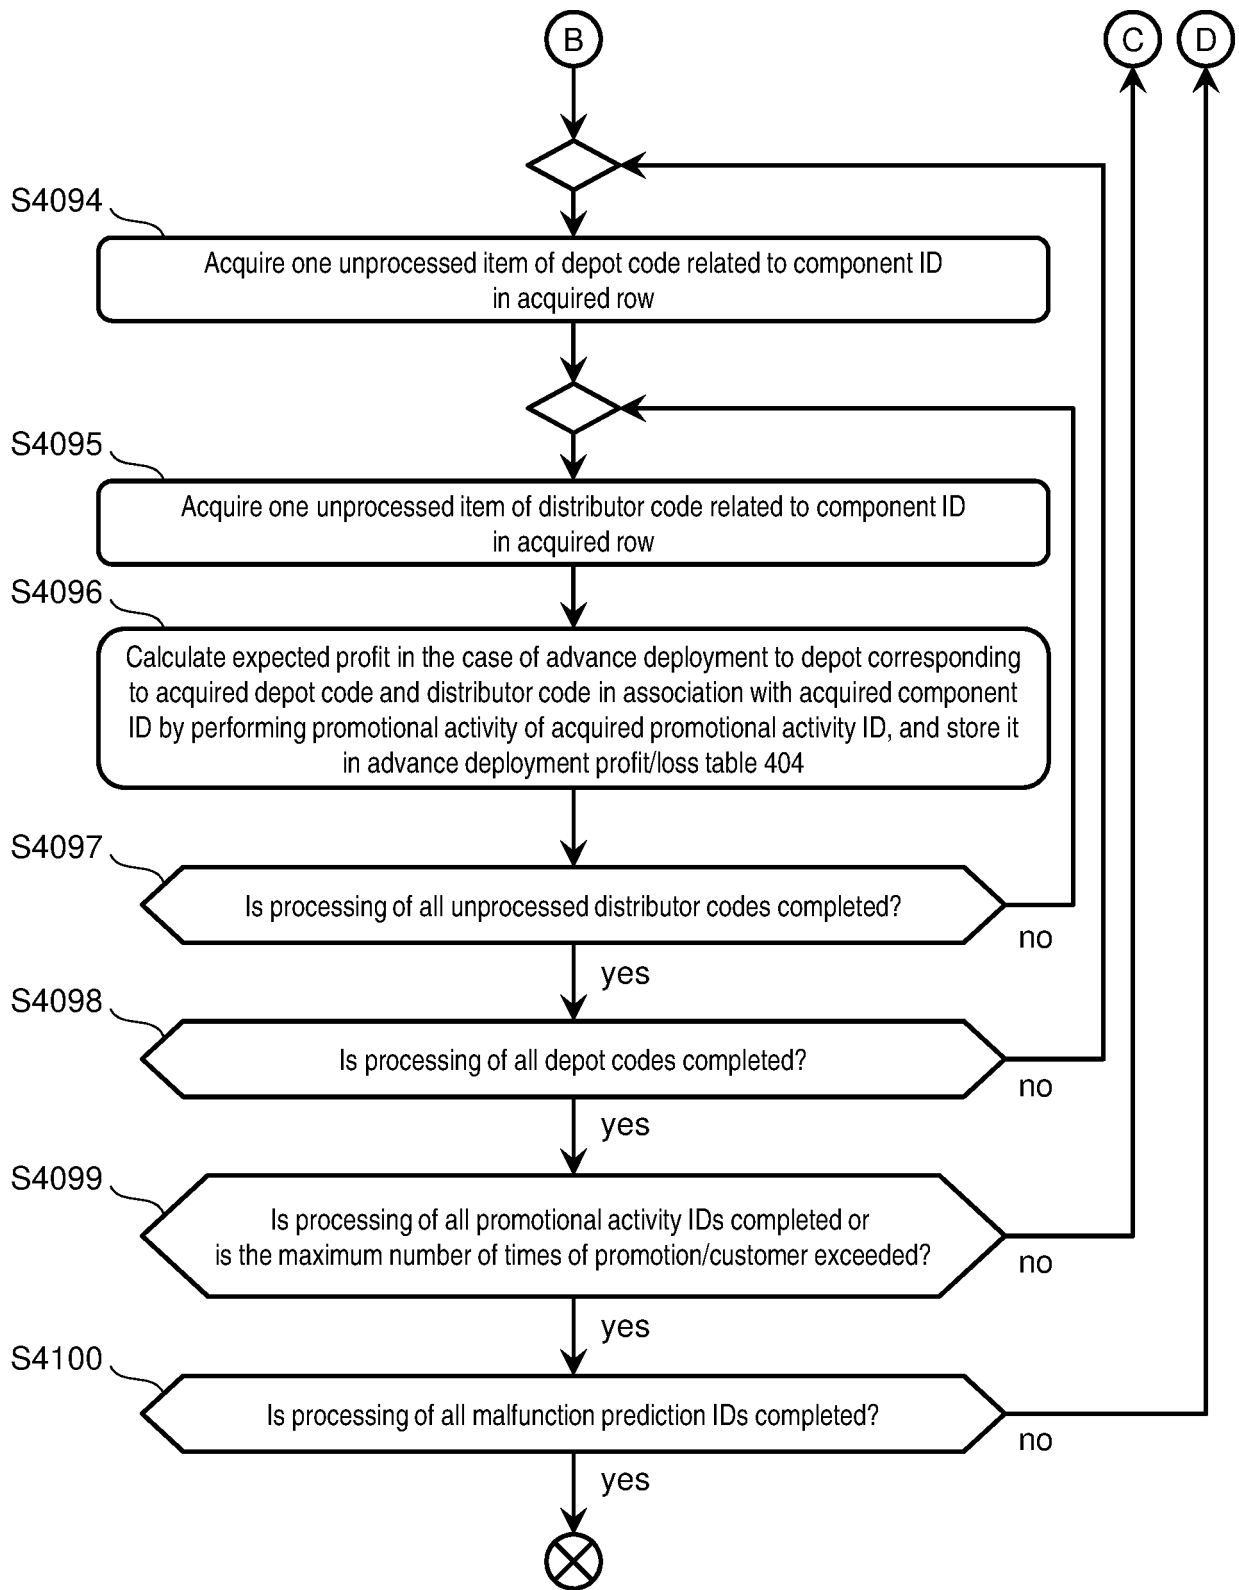 B
C
D
S4094
Acquire one unprocessed item of depot code related to component ID
in acquired row
S4095
Acquire one unprocessed item of distributor code related to component ID
in acquired row
S4096
Calculate expected profit in the case of advance deployment to depot corresponding
to acquired depot code and distributor code in association with acquired component
ID by performing promotional activity of acquired promotional activity ID, and store it
in advance deployment profit/loss table 404
S4097
Is processing of all unprocessed distributor codes completed?
no
yes
S4098
Is processing of all depot codes completed?
no
yes
S4099
Is processing of all promotional activity IDs completed or
is the maximum number of times of promotion/customer exceeded?
no
yes
S4100
Is processing of all malfunction prediction IDs completed?
no
yes